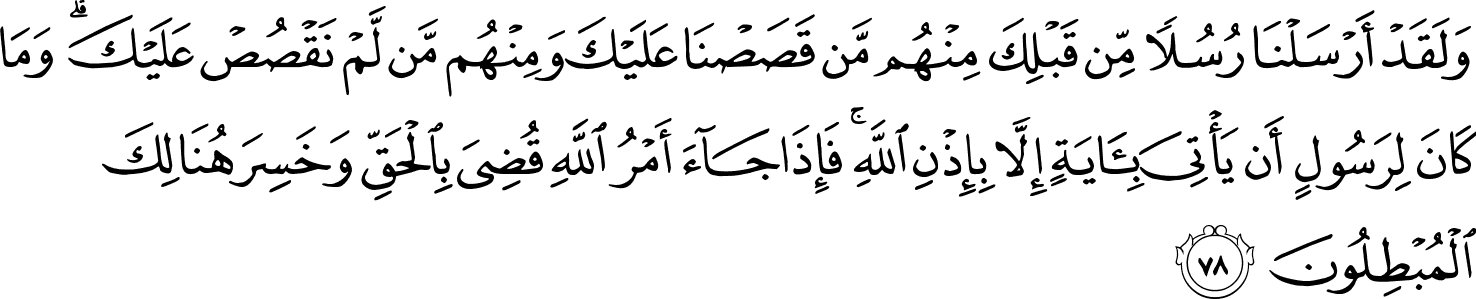 وَلَقَدۡ أَرۡسَلۡنَا رُسُلٗا مِّن قَبۡلِكَ مِنۡهُم مَّن قَصَصۡنَا عَلَيۡكَ وَمِنۡهُم مَّن لَّمۡ نَقۡصُصۡ عَلَيۡكَۗ وَمَا
كَانَ لِرَسُولٍ أَن يَأۡتِيَ بِـَٔايَةٍ إِلَّا بِإِذۡنِ ٱللَّهِۚ فَإِذَا جَآءَ أَمۡرُ ٱللَّهِ قُضِيَ بِٱلۡحَقِّ وَخَسِرَ هُنَالِكَ
ٱلۡمُبۡطِلُونَ ٧٨